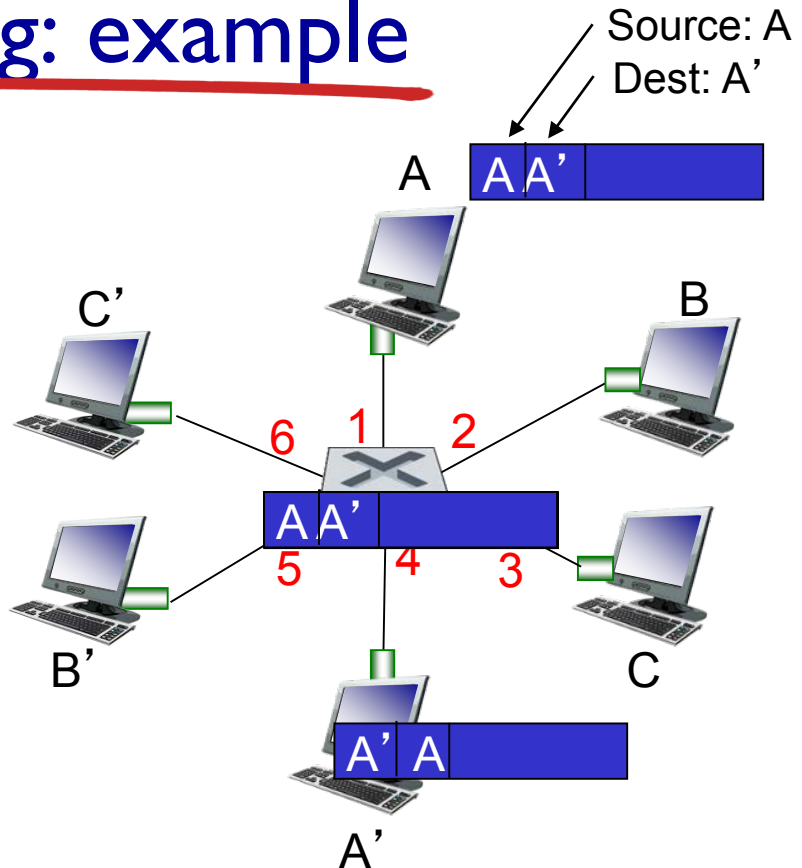 g: example
Source: A
Dest: A’
A
A A’
C’
B
6 1 2
A A’
5 4 3
B’
C
A’ A
A’